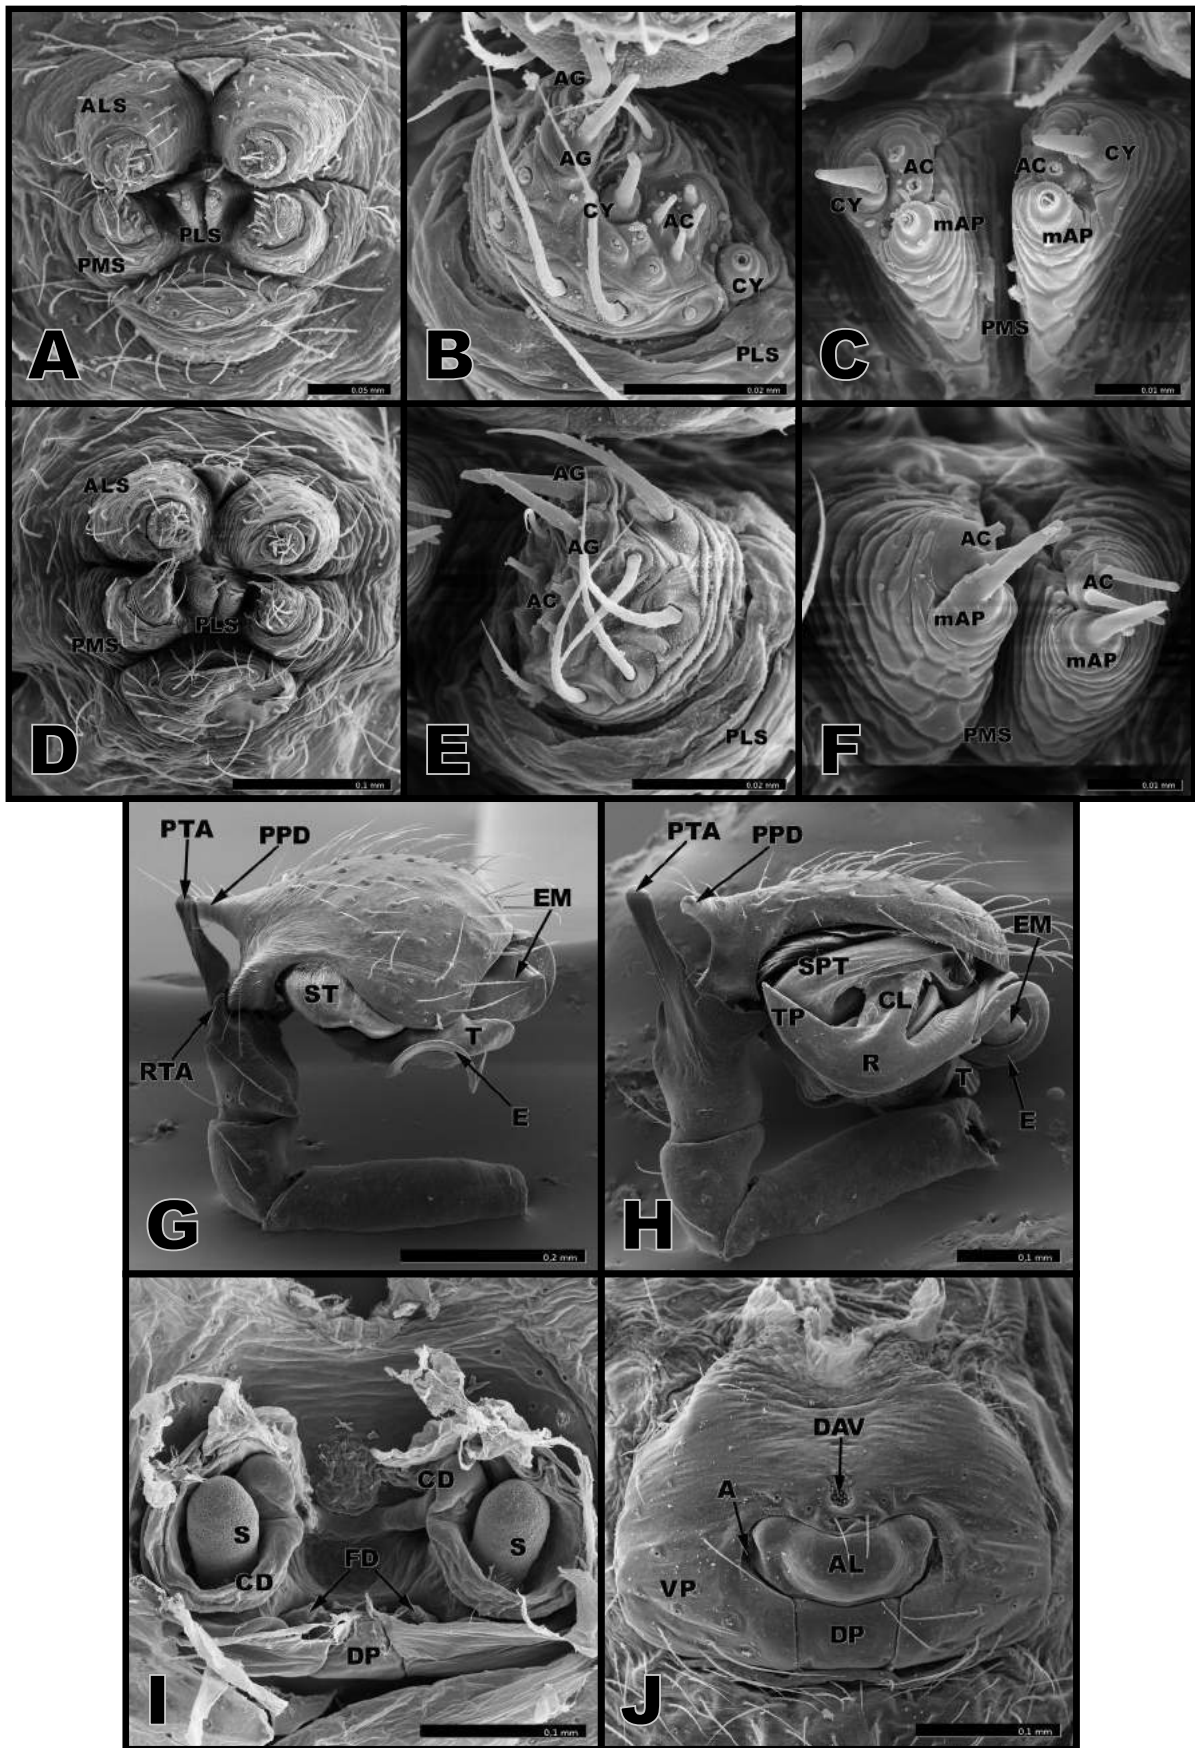 ALS
PLS
PMS
A
0.05 mm
AG
AG
CY
AC
CY
PLS
B
0.02 mm
AC
AC
CY
CY
mAP
mAP
PMS
C
0.01 mm
ALS
PLS
PMS
D
0.1 mm
AG
AG
AC
PLS
E
0.02 mm
AC
AC
mAP
mAP
PMS
F
0.01 mm
PTA
PPD
EM
ST
T
RTA
E
G
0.2 mm
PTA
PPD
EM
SPT
CL
TP
R
T
E
H
0.1 mm
CD
S
S
FD
CD
DP
I
0.1 mm
DAV
A
AL
VP
DP
J
0.1 mm